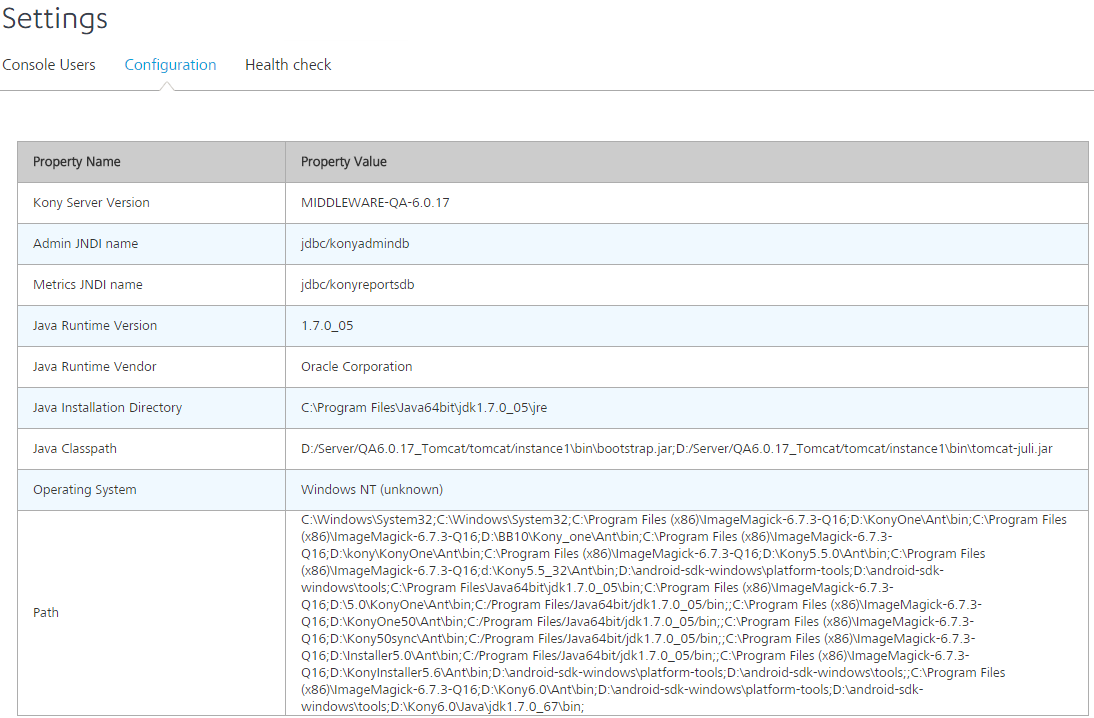 Settings
Console Users Configuration Health check
Property Name Property Value
Kony Server Version MIDDLEWARE-QA-6.0.17
Admin JNDI name jdbc/konyadmindb
Metrics JNDI name jdbc/konyreportsdb
Java Runtime Version 1.7.0_05
Java Runtime Vendor Oracle Corporation
Java Installation Directory C:\Program Files\Java64bit\jdk1.7.0_05\jre
Java Classpath D:/Server/QA6.0.17_Tomcat/tomcat/instance1\bin\bootstrap.jar;D:/Server/QA6.0.17_Tomcat/tomcat/instance1\bin\tomcat-juli.jar
Operating System Windows NT (unknown)
Path
C:\Windows\System32;C:\Windows\System32;C:\Program Files (x86)\ImageMagick-6.7.3-Q16;D:\KonyOne\Ant\bin;C:\Program Files
(x86)\ImageMagick-6.7.3-Q16;D:\BB10\Kony_one\Ant\bin;C:\Program Files (x86)\ImageMagick-6.7.3-
Q16;D:\kony\KonyOne\Ant\bin;C:\Program Files (x86)\ImageMagick-6.7.3-Q16;D:\Kony5.5.0\Ant\bin;C:\Program Files
(x86)\ImageMagick-6.7.3-Q16;d:\Kony5.5_32\Ant\bin;D:\android-sdk-windows\platform-tools;D:\android-sdk-
windows\tools;C:\Program Files\Java64bit\jdk1.7.0_05\bin;C:\Program Files (x86)\ImageMagick-6.7.3-
Q16;D:\5.0\KonyOne\Ant\bin;C:/Program Files/Java64bit/jdk1.7.0_05/bin;;C:\Program Files (x86)\ImageMagick-6.7.3-
Q16;D:\KonyOne50\Ant\bin;C:/Program Files/Java64bit/jdk1.7.0_05/bin;;C:\Program Files (x86)\ImageMagick-6.7.3-
Q16;D:\Kony50sync\Ant\bin;C:/Program Files/Java64bit/jdk1.7.0_05/bin;;C:\Program Files (x86)\ImageMagick-6.7.3-
Q16;D:\Installer5.0\Ant\bin;C:/Program Files/Java64bit/jdk1.7.0_05/bin;;C:\Program Files (x86)\ImageMagick-6.7.3-
Q16;D:\KonyInstaller5.6\Ant\bin;D:\android-sdk-windows\platform-tools;D:\android-sdk-windows\tools;;C:\Program Files
(x86)\ImageMagick-6.7.3-Q16;D:\Kony6.0\Ant\bin;D:\android-sdk-windows\platform-tools;D:\android-sdk-
windows\tools;D:\Kony6.0\Java\jdk1.7.0_67\bin;